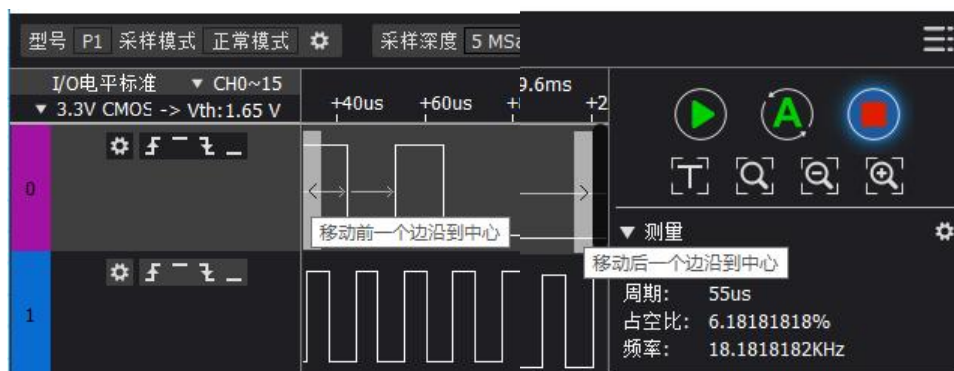 型号 P1 采样模式 正常模式 采样深度 5 MSa
I/O电平标准 ▼ CH0~15
▼ 3.3V CMOS -> Vth:1.65 V
+40us +60us
9.6ms
+2
A
T
0
移动前一个边沿到中心
▼ 测量
移动后一个边沿到中心
1
周期: 55us
占空比: 6.18181818%
频率: 18.1818182KHz